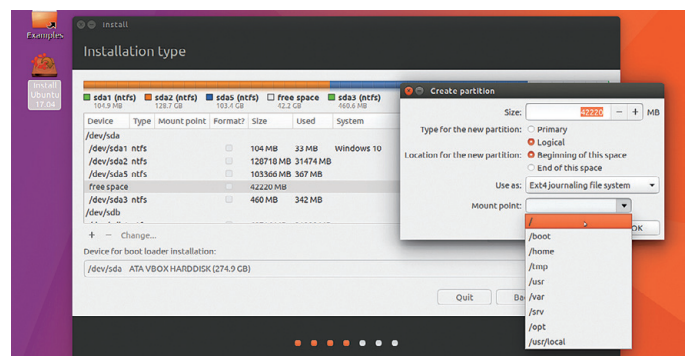 Examples
Install
Ubuntu
17.04
Install
Installation type
sda1 (ntfs) sda2 (ntfs) sda5 (ntfs) free space sda3 (ntfs)
104.9 MB 128.7 GB 103.4 GB 42.2 GB 460.6 MB
Device Type Mount point Format? Size Used System
/dev/sda
/dev/sda1 ntfs 104 MB 33 MB Windows 10
/dev/sda2 ntfs 128718 MB 31474 MB
/dev/sda5 ntfs 103366 MB 367 MB
free space 42220 MB
/dev/sda3 ntfs 460 MB 342 MB
/dev/sdb
+ − Change...
Device for boot loader installation:
/dev/sda ATA VBOX HARDDISK (274.9 GB)
Quit Ba
Create partition
Size: 42220 − + MB
Type for the new partition: Primary
Logical
Location for the new partition: Beginning of this space
End of this space
Use as: Ext4 journaling file system
Mount point:
OK
/
/boot
/home
/tmp
/usr
/var
/srv
/opt
/usr/local